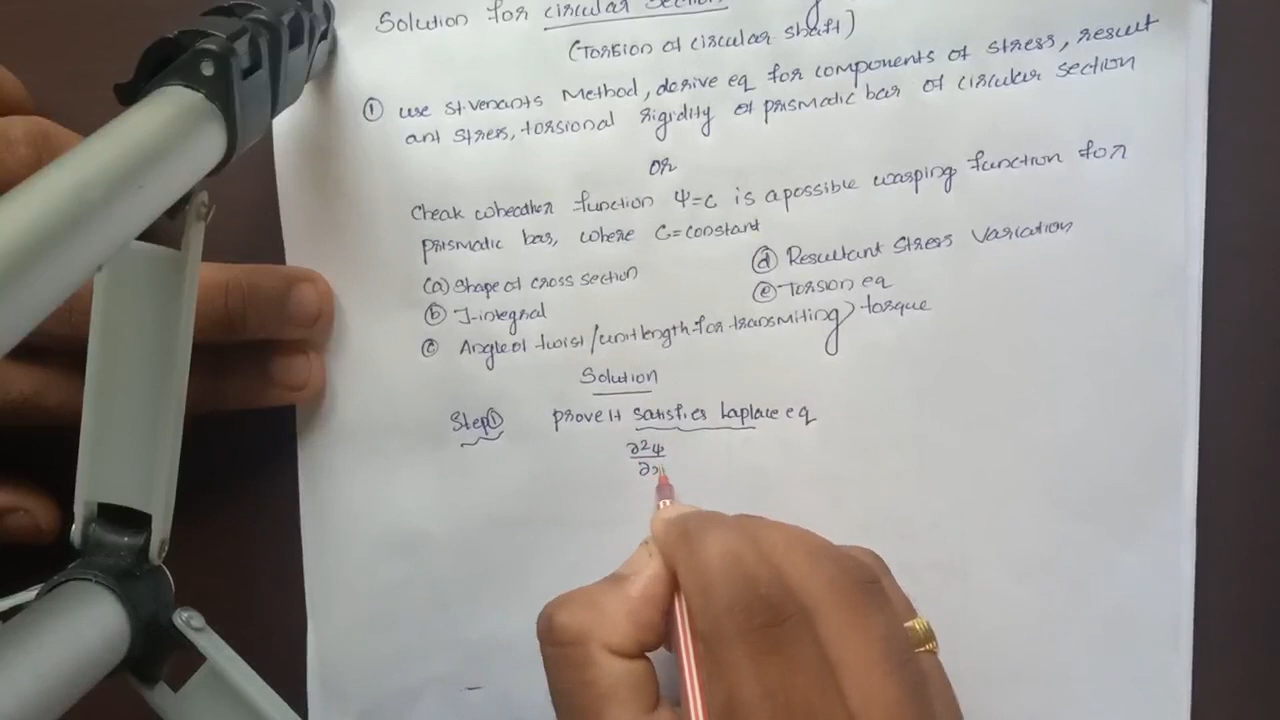 Solution for circular section
(Torsion of circular shaft)
① use st.venants Method, derive eq for components of stress, result
ant stress, torsional rigidity of prismatic bar of circular section
or
Cheak wheather function Ψ=c is a possible warping function for
prismatic bar, where C=constant
(a) Shape of cross section
(b) J-integral
(c) Angle of twist / unit length for transmiting torque
(d) Resultant stress variation
(e) Torsion eq
Solution
Step① prove it satisfies Laplace eq
∂²Ψ
∂x